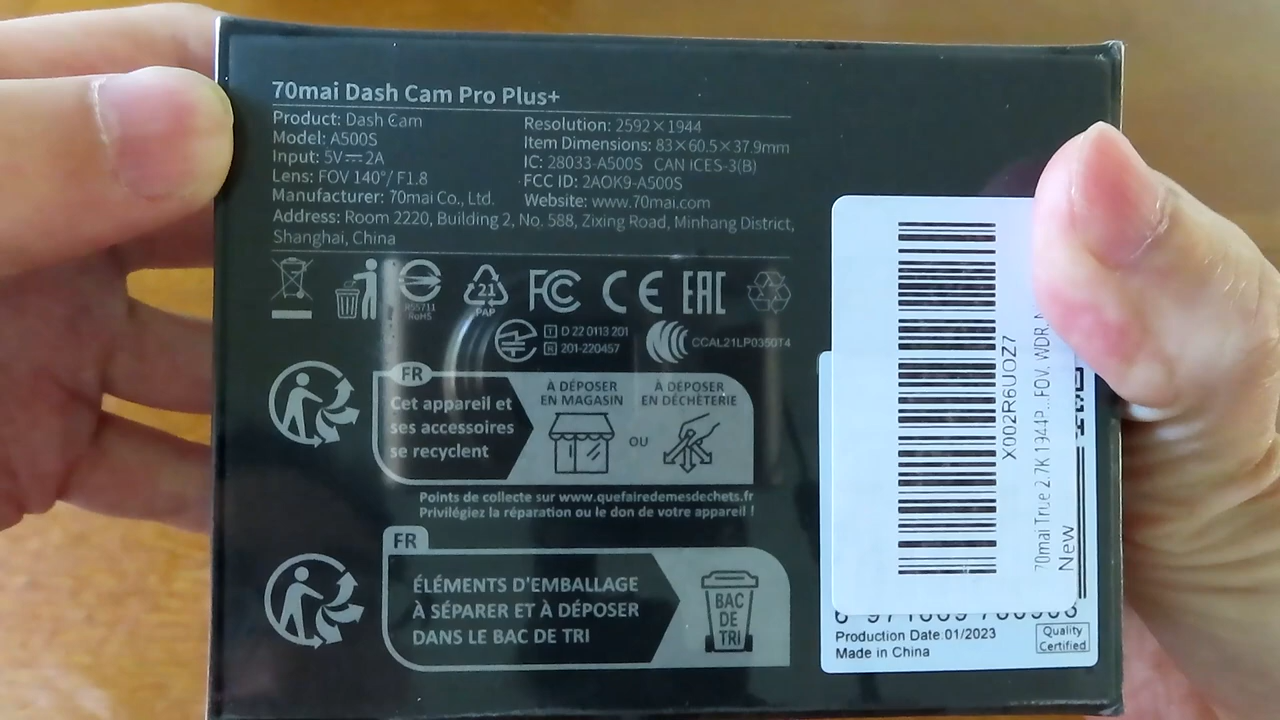 70mai Dash Cam Pro Plus+
Product: Dash Cam
Model: A500S
Input: 5V⎓2A
Lens: FOV 140°/ F1.8
Manufacturer: 70mai Co., Ltd.
Resolution: 2592×1944
Item Dimensions: 83×60.5×37.9mm
IC: 28033-A500S CAN ICES-3(B)
FCC ID: 2AOK9-A500S
Website: www.70mai.com
Address: Room 2220, Building 2, No. 588, Zixing Road, Minhang District,
Shanghai, China
R55711
RoHS
21
PAP
FC
CE
EAC
T D 22 0113 201
R 201-220457
CCAL21LP0350T4
FR
Cet appareil et
ses accessoires
se recyclent
À DÉPOSER
EN MAGASIN
OU
À DÉPOSER
EN DÉCHÈTERIE
Points de collecte sur www.quefairedemesdechets.fr
Privilégiez la réparation ou le don de votre appareil !
FR
ÉLÉMENTS D'EMBALLAGE
À SÉPARER ET À DÉPOSER
DANS LE BAC DE TRI
BAC
DE
TRI
X002R6UOZ7
70mai True 2.7K 1944P...FOV, WDR,
New
Production Date:01/2023
Made in China
Quality
Certified